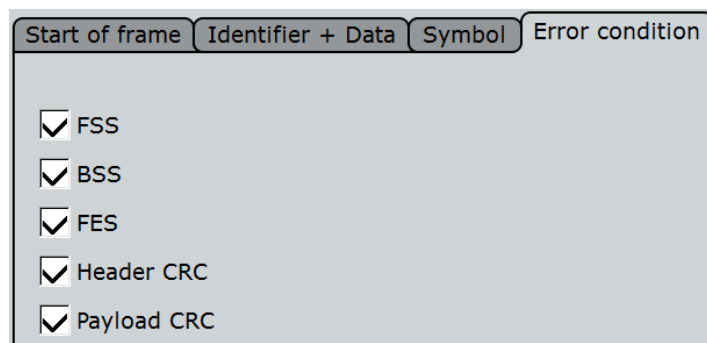 Start of frame Identifier + Data Symbol Error condition
FSS
BSS
FES
Header CRC
Payload CRC